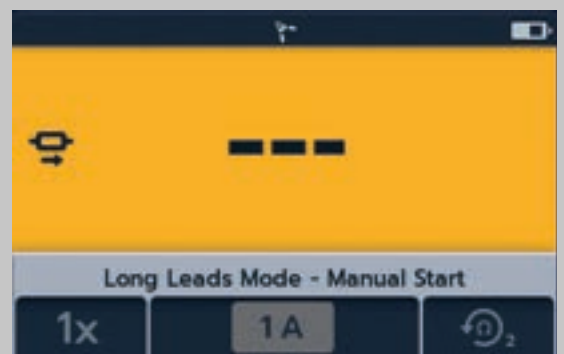 ---
Long Leads Mode - Manual Start
1x 1 A Ω 2